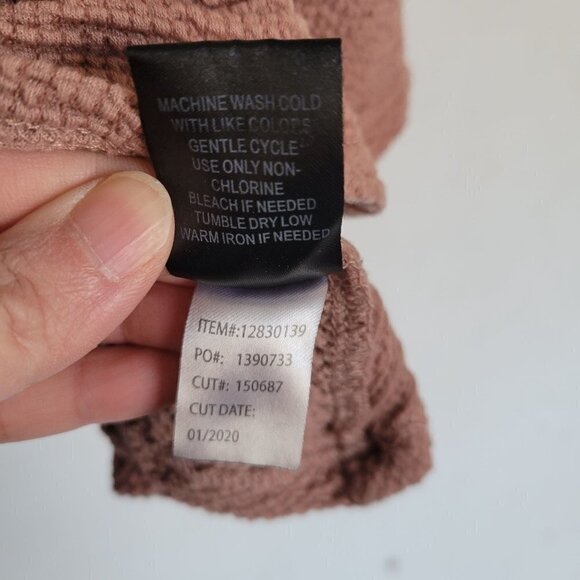 MACHINE WASH COLD
WITH LIKE COLORS
GENTLE CYCLE
USE ONLY NON-
CHLORINE
BLEACH IF NEEDED
TUMBLE DRY LOW
WARM IRON IF NEEDED
ITEM#:12830139
PO#: 1390733
CUT#: 150687
CUT DATE:
01/2020